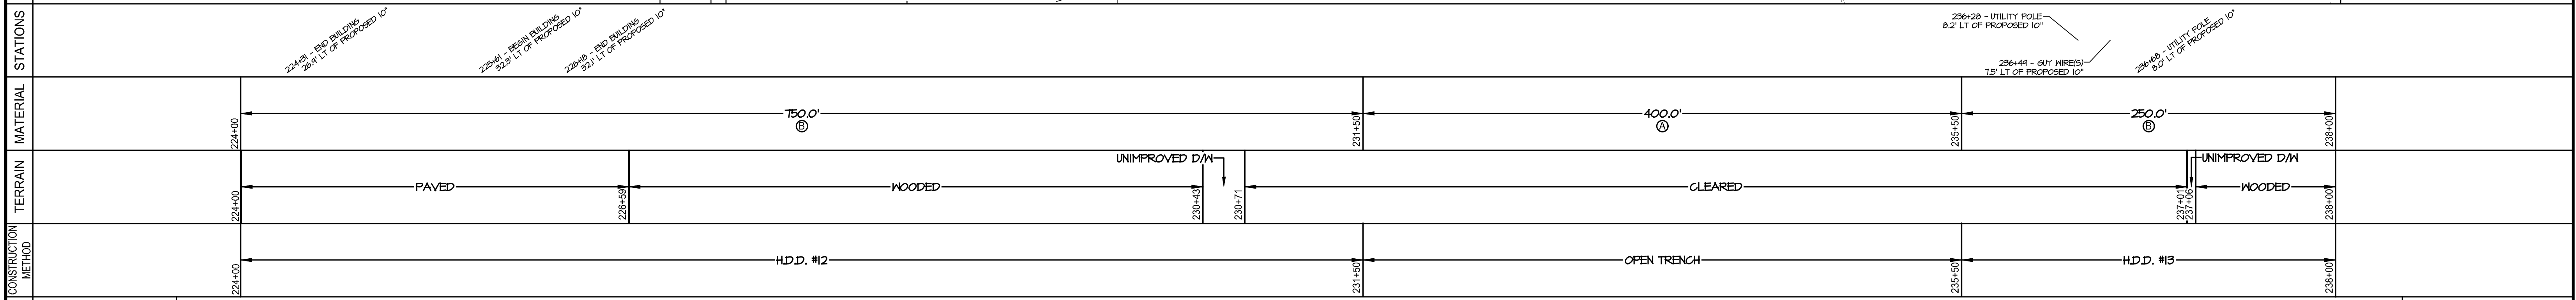 STATIONS
224+31 - END BUILDING
26.9' LT OF PROPOSED 10"
225+61 - BEGIN BUILDING
32.3' LT OF PROPOSED 10"
226+18 - END BUILDING
32.1' LT OF PROPOSED 10"
236+28 - UTILITY POLE
8.2' LT OF PROPOSED 10"
236+49 - GUY WIRE(S)
7.5' LT OF PROPOSED 10"
236+68 - UTILITY POLE
8.0' LT OF PROPOSED 10"
MATERIAL
224+00
750.0'
B
231+50
400.0'
A
235+50
250.0'
B
238+00
TERRAIN
224+00
PAVED
226+59
WOODED
230+43
UNIMPROVED D/W
230+71
CLEARED
237+01
237+06
UNIMPROVED D/W
WOODED
238+00
CONSTRUCTION
METHOD
224+00
H.D.D. #12
231+50
OPEN TRENCH
235+50
H.D.D. #13
238+00